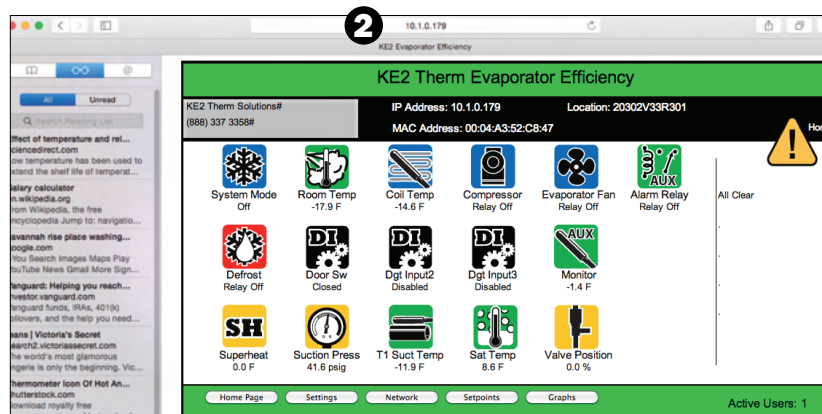 2
10.1.0.179
KE2 Evaporator Efficiency
All
Unread
Search Reading List
ffect of temperature and rel...
ciencedirect.com
ow temperature has been used to
xtend the shelf life of temperat...
alary calculator
n.wikipedia.org
rom Wikipedia, the free
ncyclopedia Jump to: navigatio...
avannah rise place washing...
oogle.com
You Search Images Maps Play
ouTube News Gmail More Sign...
anguard: Helping you reach...
nvestor.vanguard.com
anguard funds, IRAs, 401(k)
ollovers, and the help you need...
eans | Victoria's Secret
earch2.victoriassecret.com
he world's most glamorous
ngerie is only the beginning. Vic...
hermometer Icon Of Hot An...
hutterstock.com
ownload royalty free
KE2 Therm Evaporator Efficiency
KE2 Therm Solutions#
(888) 337 3358#
IP Address: 10.1.0.179 Location: 20302V33R301
MAC Address: 00:04:A3:52:C8:47
Hor
AUX
System Mode Room Temp Coil Temp Compressor Evaporator Fan Alarm Relay
Off -17.9 F -14.6 F Relay Off Relay Off Relay Off
All Clear
DI DI DI AUX
Defrost Door Sw Dgt Input2 Dgt Input3 Monitor
Relay Off Closed Disabled Disabled -1.4 F
SH
Superheat Suction Press T1 Suct Temp Sat Temp Valve Position
0.0 F 41.6 psig -11.9 F 8.6 F 0.0 %
Home Page Settings Network Setpoints Graphs
Active Users: 1